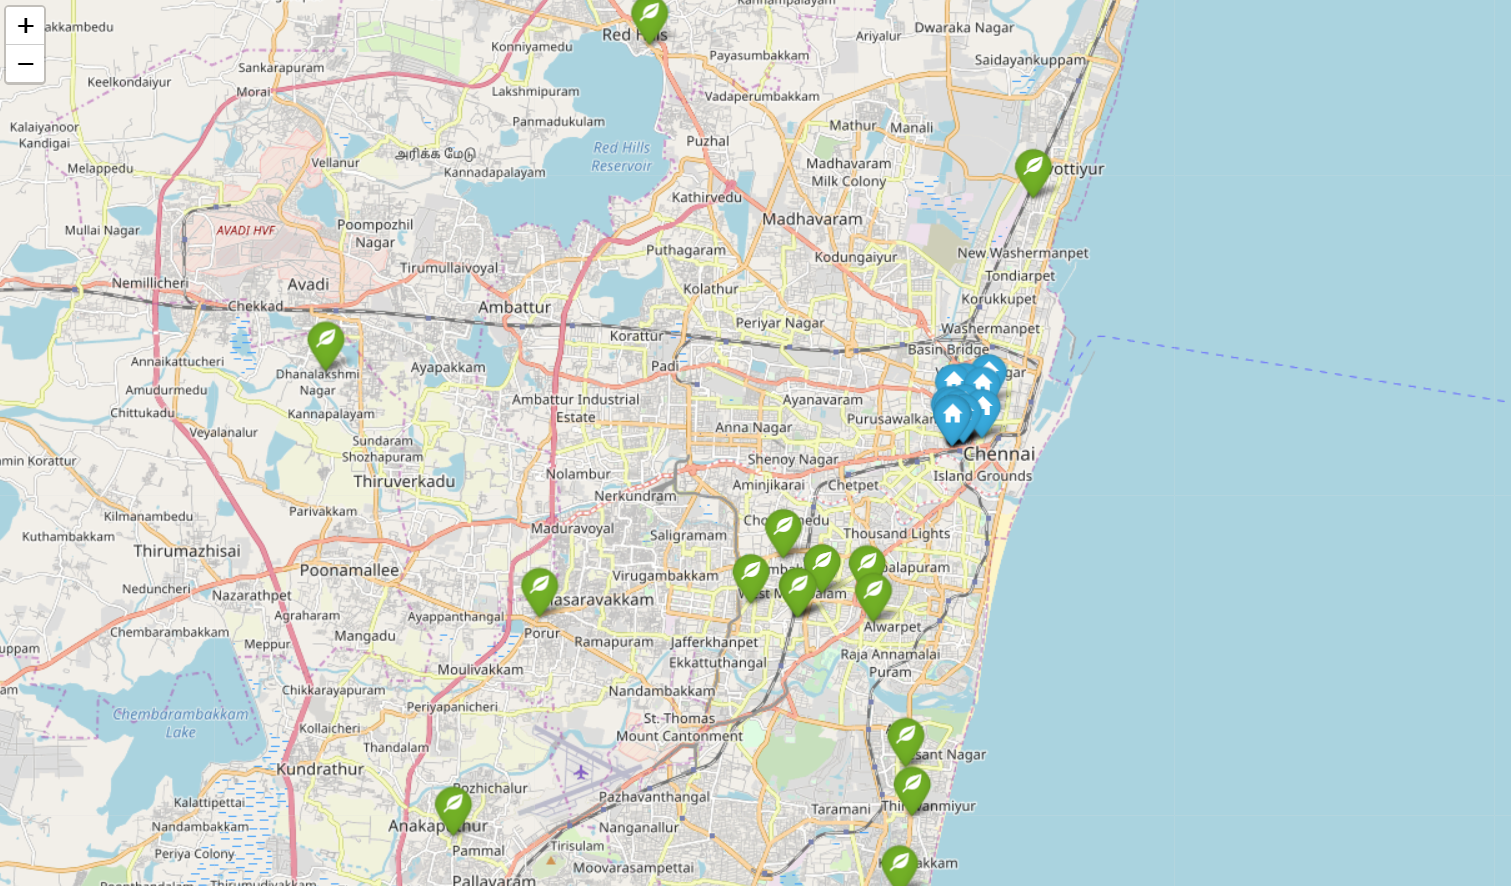 +
−
akkambedu
Keelkondaiyur
Sankarapuram
Morai
Konniyamedu
Lakshmipuram
Panmadukulam
Kalaiyanoor
Kandigai
Melappedu
Vellanur
அரிக்க மேடு
Kannadapalayam
Red Hills
Reservoir
Payasumbakkam
Vadaperumbakkam
Puzhal
Ariyalur
Dwaraka Nagar
Saidayankuppam
Mathur
Manali
Madhavaram
Milk Colony
Kathirvedu
Madhavaram
Mullai Nagar
AVADI HVF
Poompozhil
Nagar
Tirumullaivoyal
Puthagaram
Kodungaiyur
New Washermanpet
Tondiarpet
Nemillicheri
Avadi
Chekkad
Ambattur
Kolathur
Korukkupet
Periyar Nagar
Washermanpet
Korattur
Basin Bridge
Annaikattucheri
Dhanalakshmi
Nagar
Ayapakkam
Padi
Amudurmedu
Chittukadu
Kannapalayam
Ambattur Industrial
Estate
Ayanavaram
Purusawalkam
Anna Nagar
Veyalanallur
Sundaram
Shozhapuram
Chennai
amin Korattur
Thiruverkadu
Nolambur
Shenoy Nagar
Aminjikarai
Chetpet
Island Grounds
Nerkundram
Kilmanambedu
Parivakkam
Kuthambakkam
Maduravoyal
Saligramam
Thousand Lights
Thirumazhisai
Poonamallee
Virugambakkam
Neduncheri
Nazarathpet
Agraharam
Ayappanthangal
Porur
Ramapuram
Jafferkhanpet
Alwarpet
Chembarambakkam
Mangadu
Meppur
Ekkattuthangal
Raja Annamalai
Puram
Moulivakkam
Chikkarayapuram
Nandambakkam
Periyapanicheri
Chembarambakkam
Lake
Kollaicheri
St. Thomas
Mount Cantonment
Thandalam
Kundrathur
Pozhichalur
Pazhavanthangal
Taramani
Kalattipettai
Nandambakkam
Periya Colony
Nanganallur
Pammal
Tirisulam
Moovarasampettai
Pallavaram
Thirumudivakkam